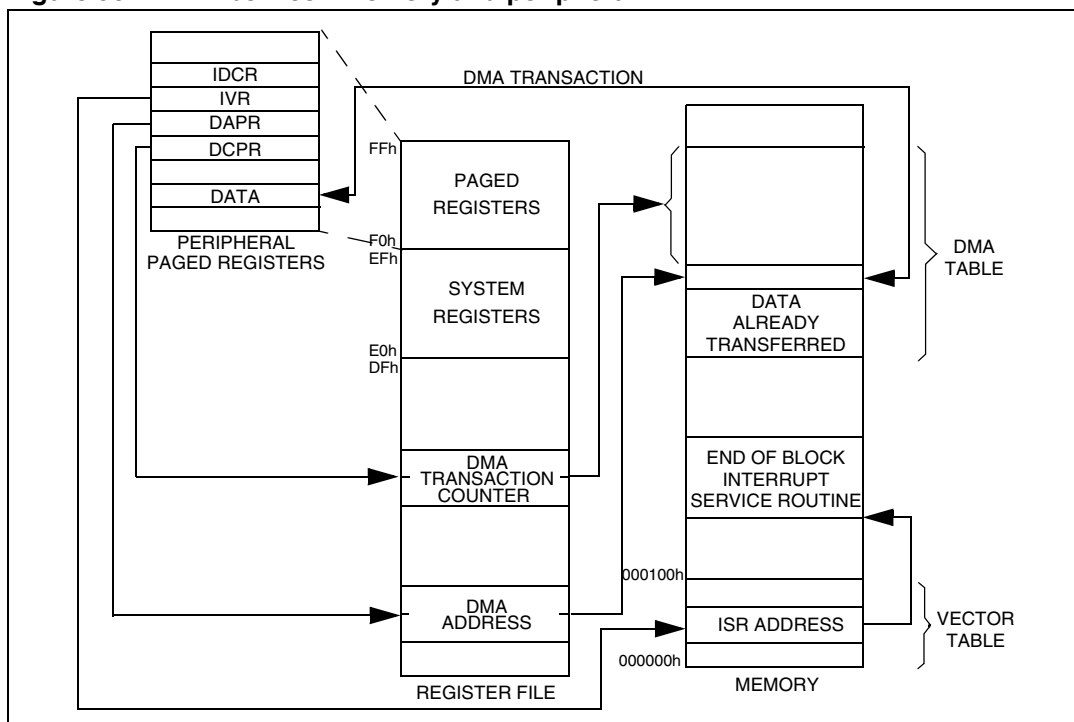 IDCR
IVR
DAPR
DCPR
DATA
PERIPHERAL
PAGED REGISTERS
DMA TRANSACTION
FFh
PAGED
REGISTERS
F0h
EFh
SYSTEM
REGISTERS
E0h
DFh
DMA
TRANSACTION
COUNTER
DMA
ADDRESS
REGISTER FILE
DMA
TABLE
DATA
ALREADY
TRANSFERRED
END OF BLOCK
INTERRUPT
SERVICE ROUTINE
000100h
ISR ADDRESS
VECTOR
TABLE
000000h
MEMORY